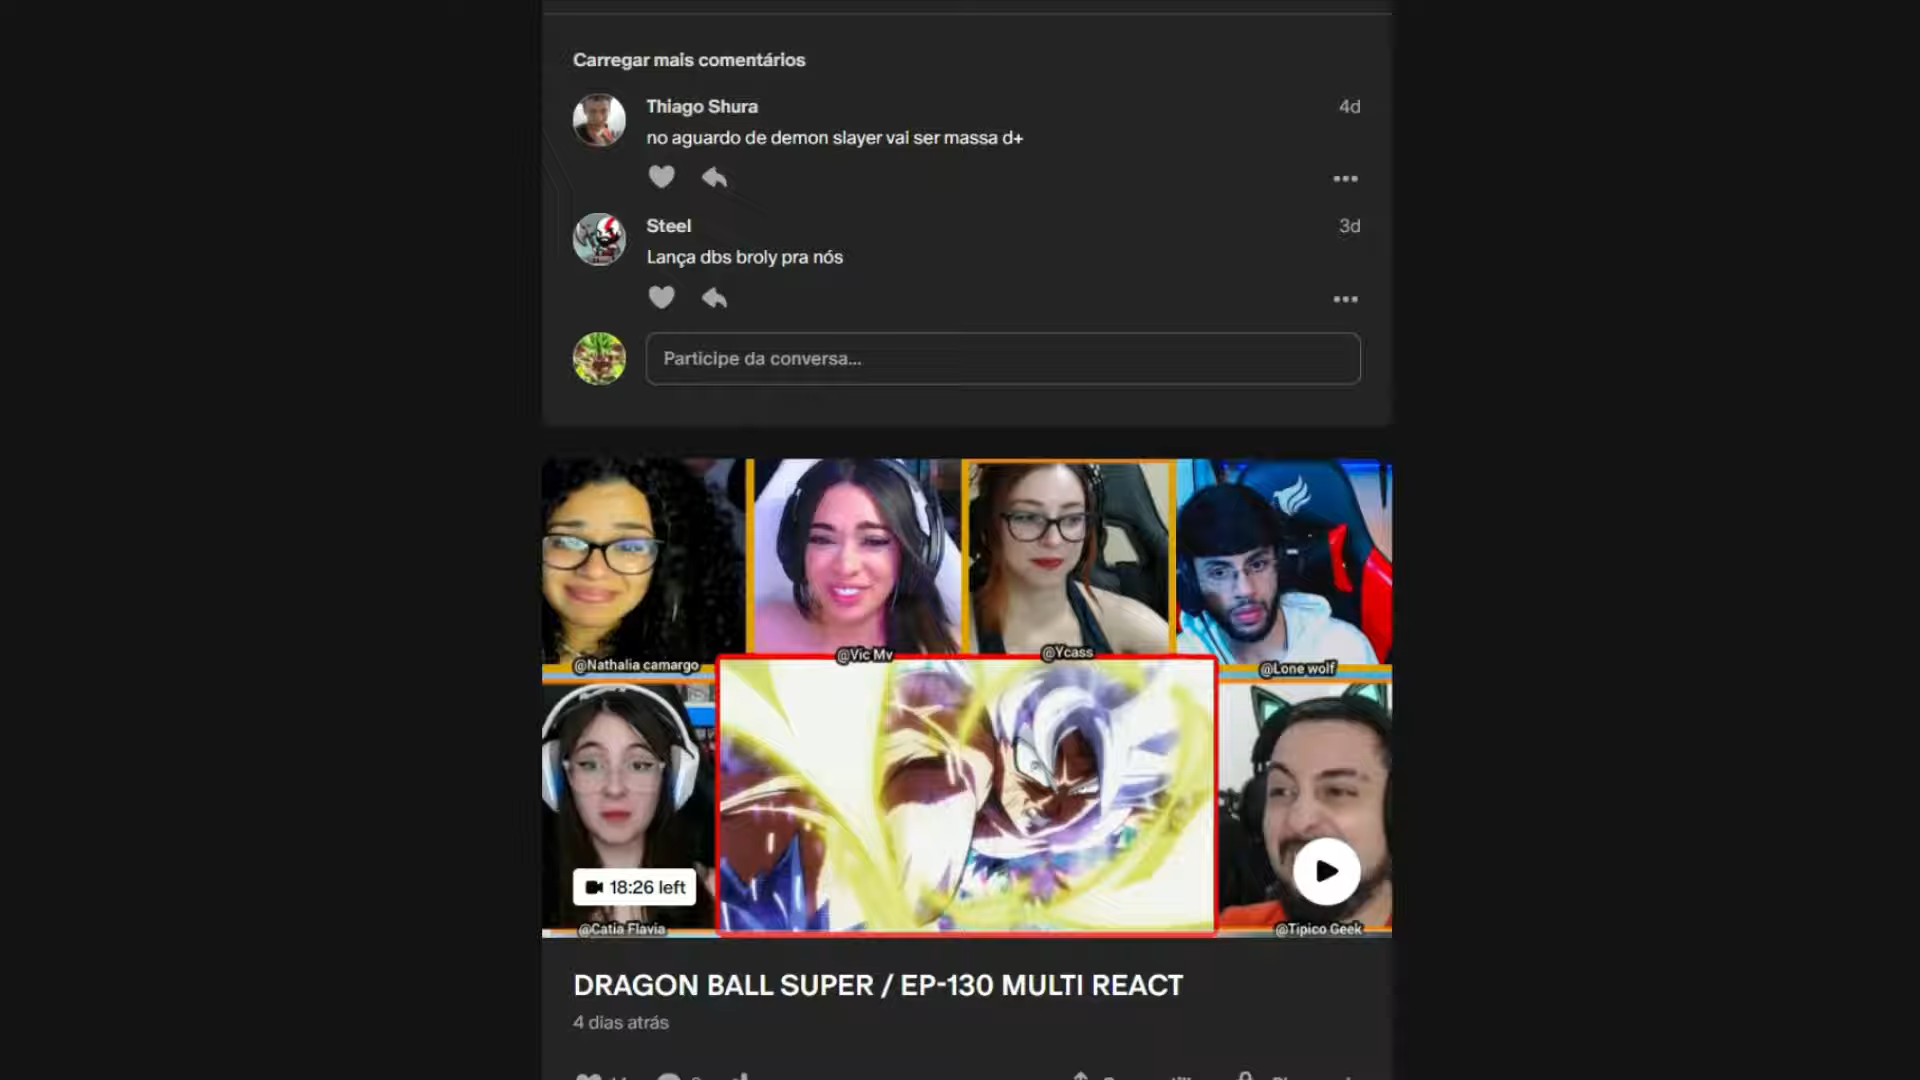 Carregar mais comentários
Thiago Shura
4d
no aguardo de demon slayer vai ser massa d+
Steel
3d
Lança dbs broly pra nós
Participe da conversa...
@Nathalia camargo
@Vic Mv
@Ycass
@Lone wolf
18:26 left
@Catia Flavia
@Tipico Geek
DRAGON BALL SUPER / EP-130 MULTI REACT
4 dias atrás